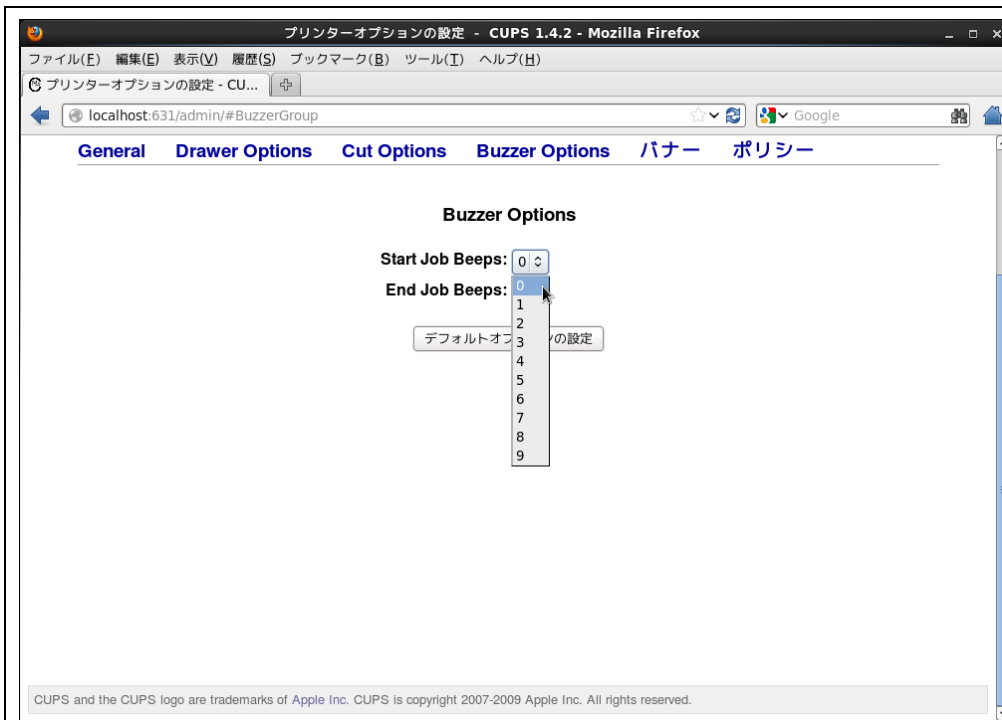 プリンターオプションの設定 - CUPS 1.4.2 - Mozilla Firefox
ファイル(F) 編集(E) 表示(V) 履歴(S) ブックマーク(B) ツール(T) ヘルプ(H)
プリンターオプションの設定 - CU...
localhost:631/admin/#BuzzerGroup
Google
General Drawer Options Cut Options Buzzer Options バナー ポリシー
Buzzer Options
Start Job Beeps: 0
End Job Beeps:
0
1
2
3
4
5
6
7
8
9
デフォルトオプ の設定
CUPS and the CUPS logo are trademarks of Apple Inc. CUPS is copyright 2007-2009 Apple Inc. All rights reserved.